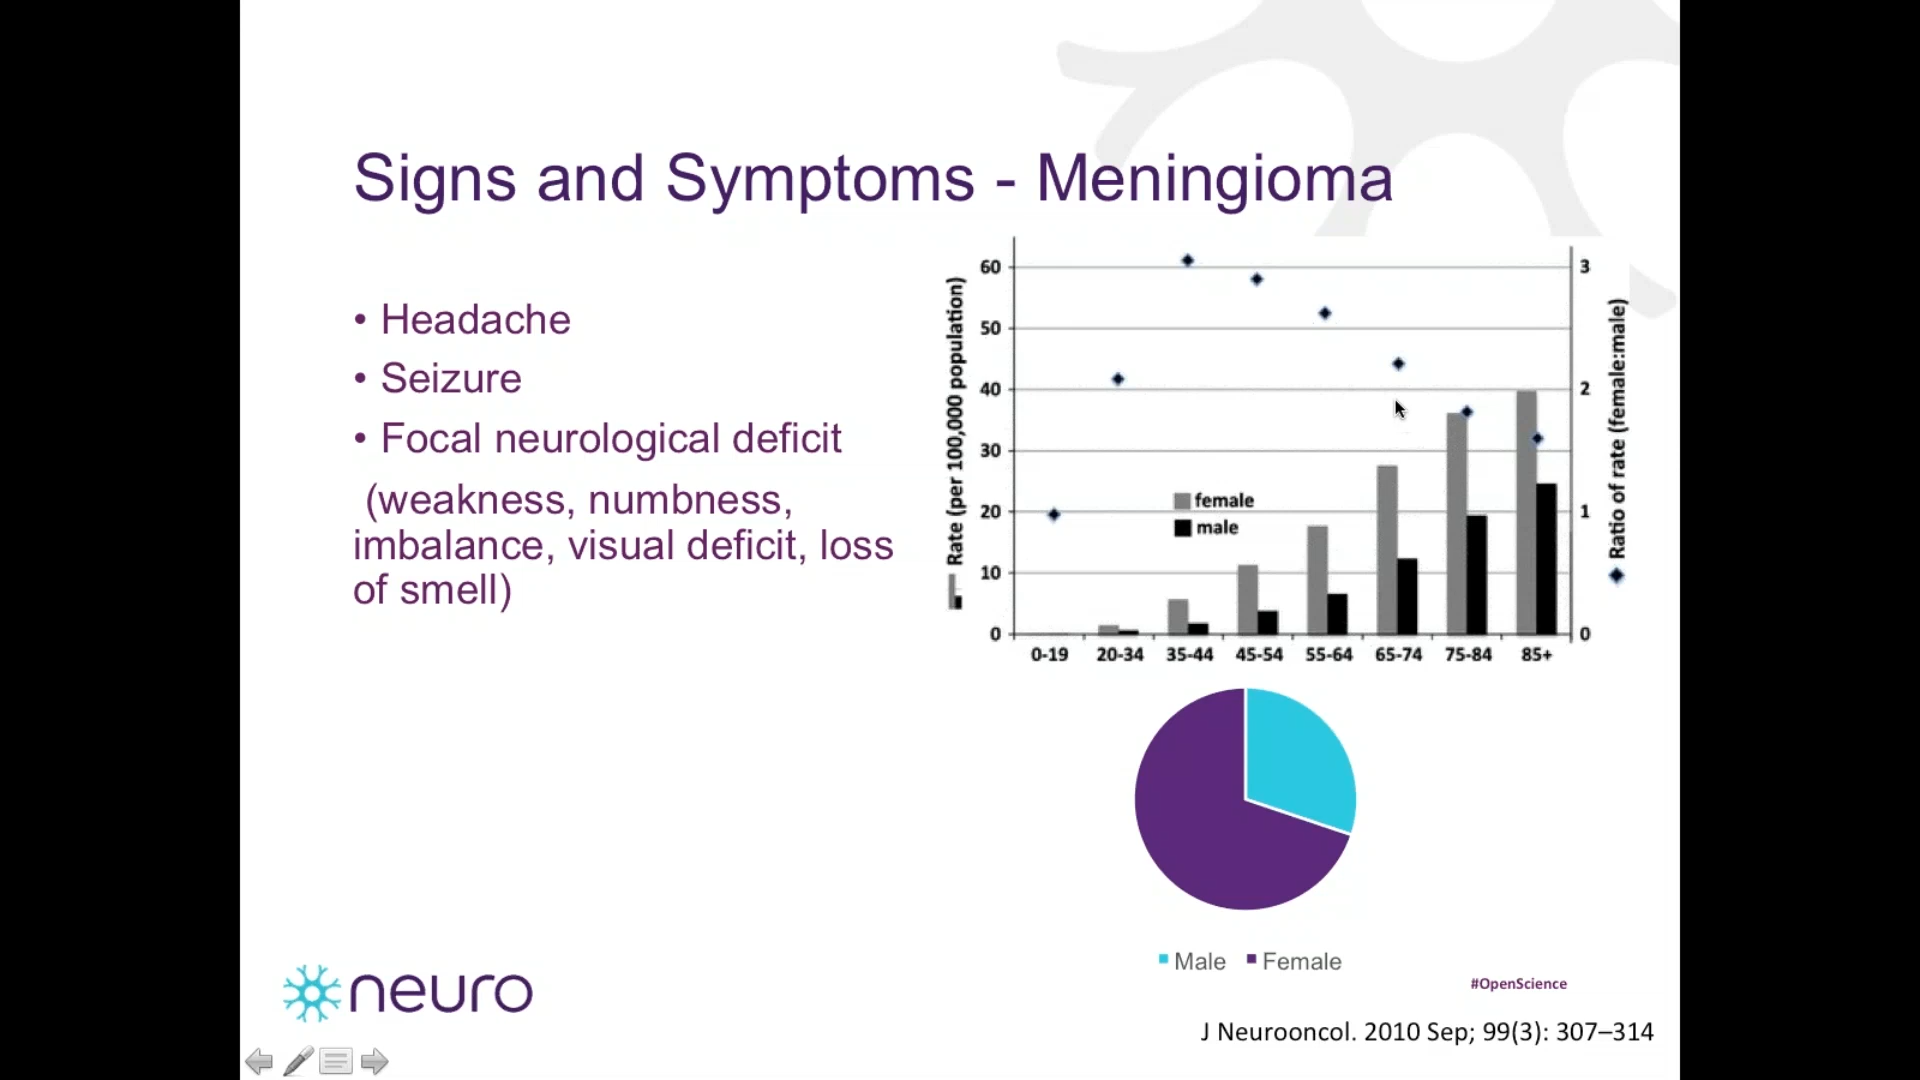 Signs and Symptoms - Meningioma
• Headache
• Seizure
• Focal neurological deficit
(weakness, numbness,
imbalance, visual deficit, loss
of smell)
Rate (per 100,000 population)
60
50
40
30
20
10
0
female
male
3
2
1
0
Ratio of rate (female:male)
0-19 20-34 35-44 45-54 55-64 65-74 75-84 85+
Male Female
#OpenScience
neuro
J Neurooncol. 2010 Sep; 99(3): 307–314